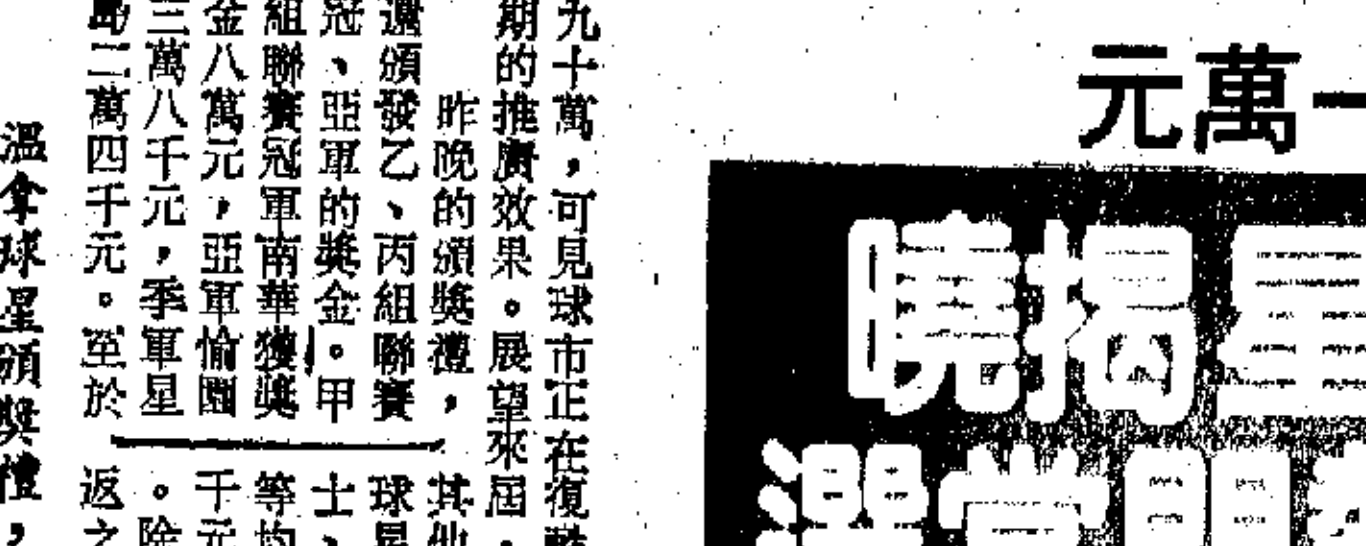 一萬元
星揭曉
選
九十萬，可見球市正在復
期的推廣效果。展望來屆，
昨晚的頒獎禮，
其他
還頒發乙、丙組聯賽
球星
冠、亞軍的獎金。甲
士、
組聯賽冠軍南華獲獎
等均
金八萬元，亞軍愉園
千元
三萬八千元，季軍星
。除
島二萬四千元。至於
返之
溫拿球星頒獎禮，